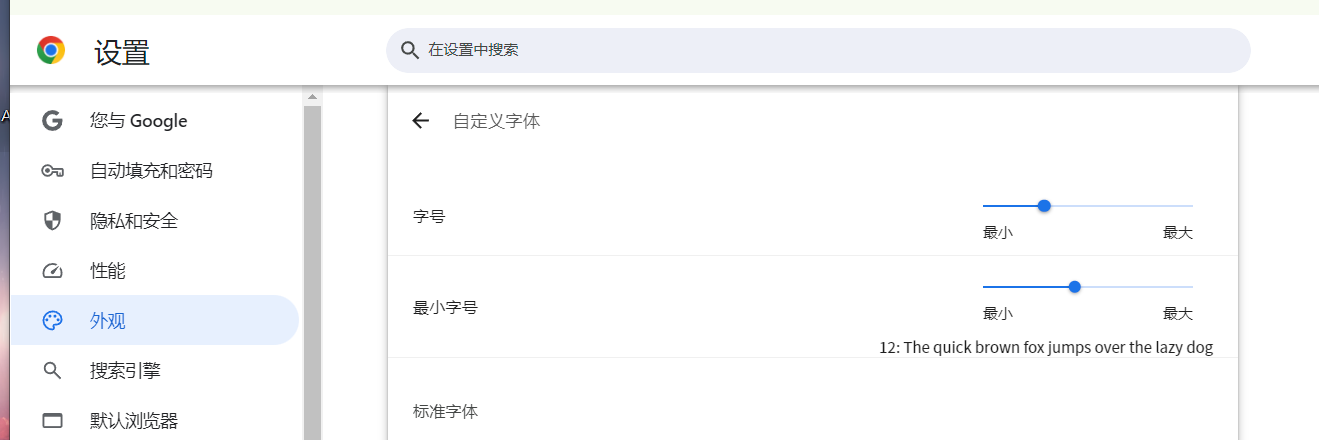 设置
在设置中搜索
您与 Google
自动填充和密码
隐私和安全
性能
外观
搜索引擎
默认浏览器
自定义字体
字号
最小 最大
最小字号
最小 最大
12: The quick brown fox jumps over the lazy dog
标准字体
A